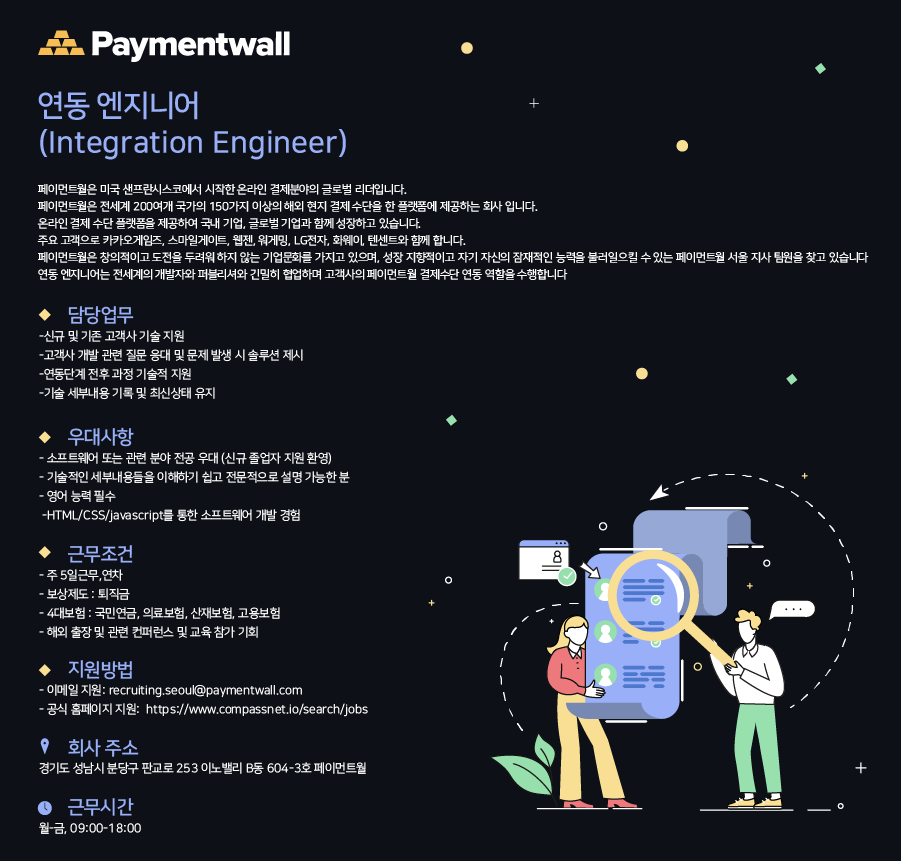 Paymentwall
연동 엔지니어
(Integration Engineer)
페이먼트월은 미국 샌프란시스코에서 시작한 온라인 결제분야의 글로벌 리더입니다.
페이먼트월은 전세계 200여개 국가의 150가지 이상의 해외 현지 결제 수단을 한 플랫폼에 제공하는 회사 입니다.
온라인 결제 수단 플랫폼을 제공하여 국내 기업, 글로벌 기업과 함께 성장하고 있습니다.
주요 고객으로 카카오게임즈, 스마일게이트, 웹젠, 워게밍, LG전자, 화웨이, 텐센트와 함께 합니다.
페이먼트월은 창의적이고 도전을 두려워 하지 않는 기업문화를 가지고 있으며, 성장 지향적이고 자기 자신의 잠재적인 능력을 불러일으킬 수 있는 페이먼트월 서울 지사 팀원을 찾고 있습니다
연동 엔지니어는 전세계의 개발자와 퍼블리셔와 긴밀히 협업하며 고객사의 페이먼트월 결제수단 연동 역할을 수행합니다
담당업무
-신규 및 기존 고객사 기술 지원
-고객사 개발 관련 질문 응대 및 문제 발생 시 솔루션 제시
-연동단계 전후 과정 기술적 지원
-기술 세부내용 기록 및 최신상태 유지
우대사항
- 소프트웨어 또는 관련 분야 전공 우대 (신규 졸업자 지원 환영)
- 기술적인 세부내용들을 이해하기 쉽고 전문적으로 설명 가능한 분
- 영어 능력 필수
-HTML/CSS/javascript를 통한 소프트웨어 개발 경험
근무조건
- 주 5일근무,연차
- 보상제도 : 퇴직금
- 4대보험 : 국민연금, 의료보험, 산재보험, 고용보험
- 해외 출장 및 관련 컨퍼런스 및 교육 참가 기회
지원방법
- 이메일 지원: recruiting.seoul@paymentwall.com
- 공식 홈페이지 지원: https://www.compassnet.io/search/jobs
회사 주소
경기도 성남시 분당구 판교로 253 이노밸리 B동 604-3호 페이먼트월
근무시간
월-금, 09:00-18:00